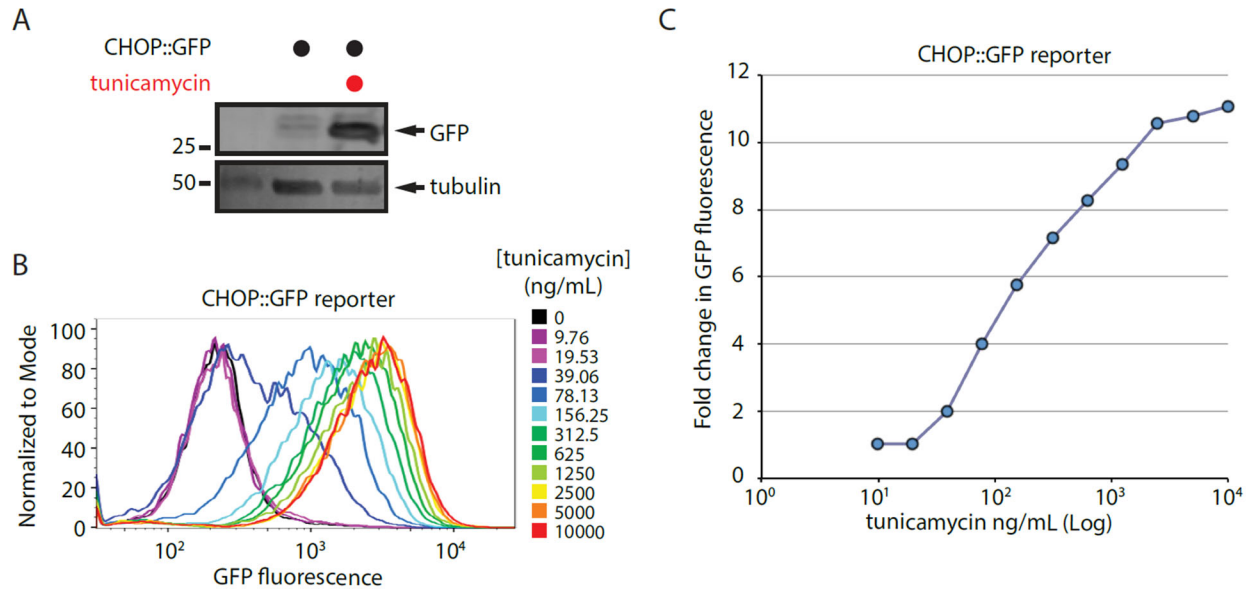 A
CHOP::GFP
tunicamycin
25
GFP
50
tubulin
B
CHOP::GFP reporter
[tunicamycin]
(ng/mL)
0
9.76
19.53
39.06
78.13
156.25
312.5
625
1250
2500
5000
10000
Normalized to Mode
100
80
60
40
20
0
10²
10³
10⁴
GFP fluorescence
C
CHOP::GFP reporter
Fold change in GFP fluorescence
12
10
8
6
4
2
0
10⁰
10¹
10²
10³
10⁴
tunicamycin ng/mL (Log)